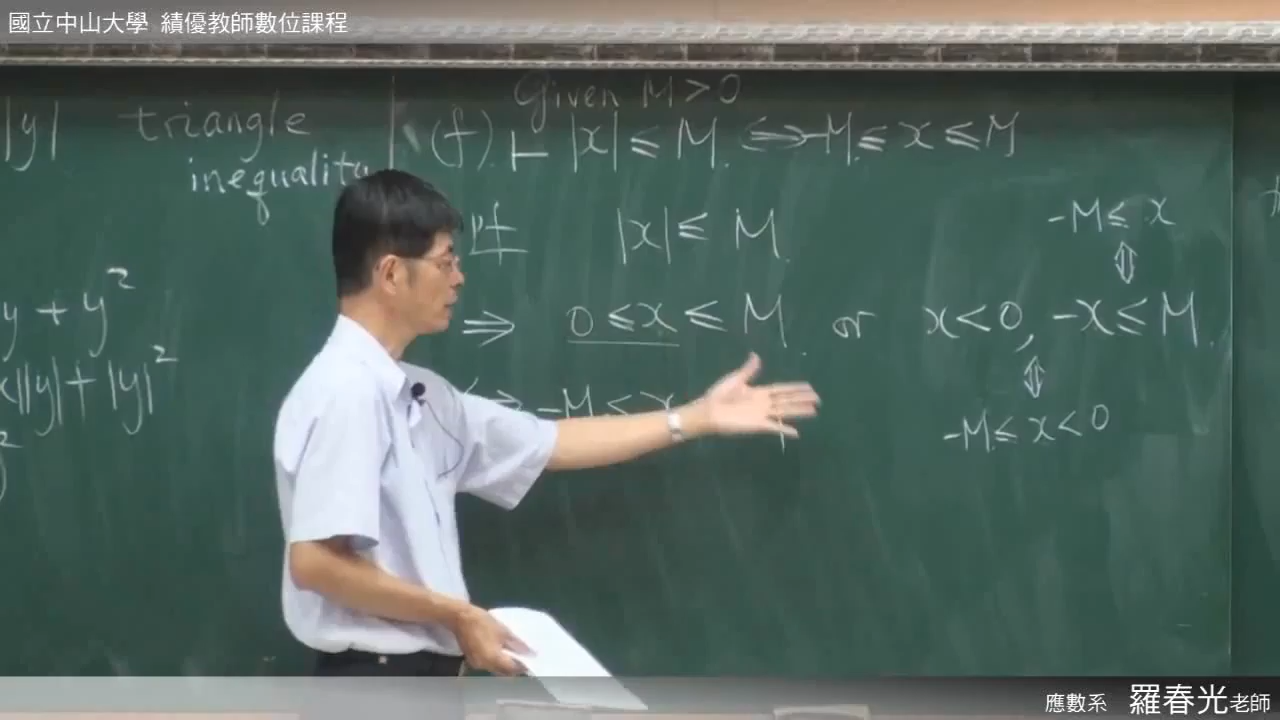 國立中山大學 績優教師數位課程
|y| triangle
inequality
y + y²
x||y| + |y|²
Given M > 0
(f). ⊢ |x| ≤ M. ⇔ -M ≤ x ≤ M
|x| ≤ M.
-M ≤ x
⇕
⇒ 0 ≤ x ≤ M. or x < 0, -x ≤ M.
⇕
-M ≤ x
-M ≤ x < 0
應數系 羅春光老師